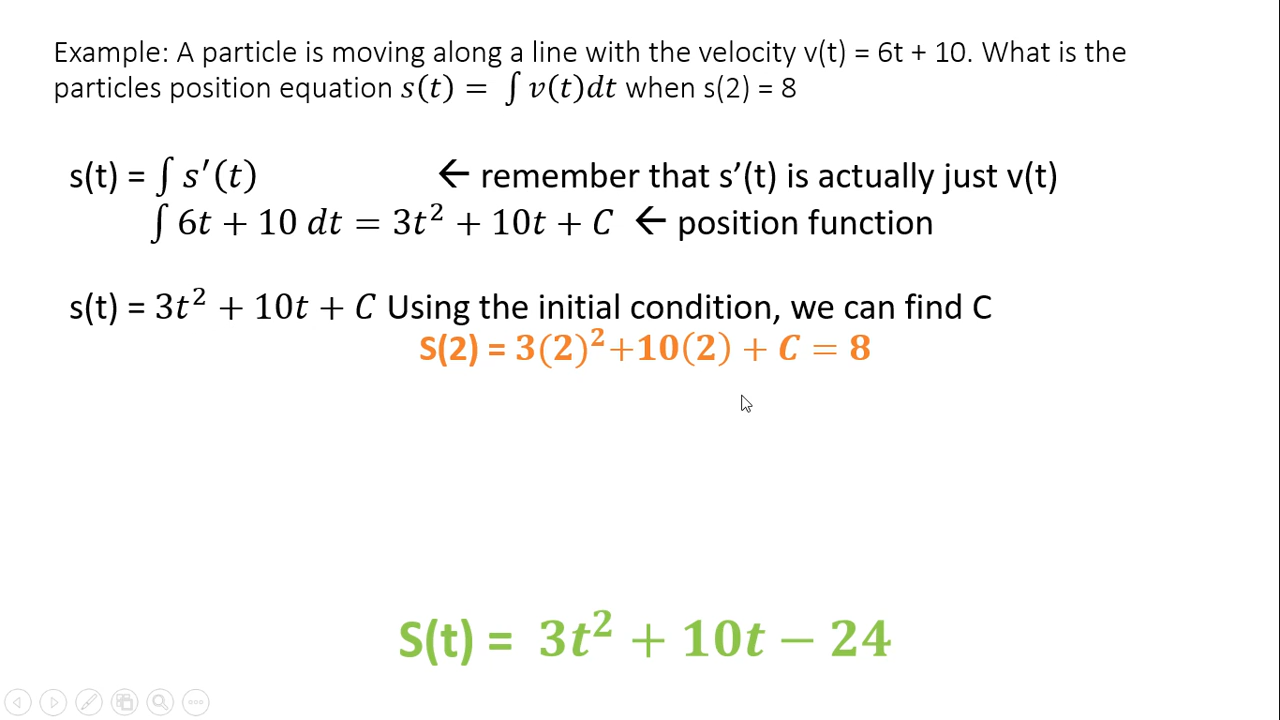 Example: A particle is moving along a line with the velocity v(t) = 6t + 10. What is the
particles position equation s(t) = ∫ v(t)dt when s(2) = 8
s(t) = ∫ s′(t) ← remember that s’(t) is actually just v(t)
∫ 6t + 10 dt = 3t² + 10t + C ← position function
s(t) = 3t² + 10t + C Using the initial condition, we can find C
S(2) = 3(2)²+10(2) + C = 8
S(t) = 3t² + 10t − 24